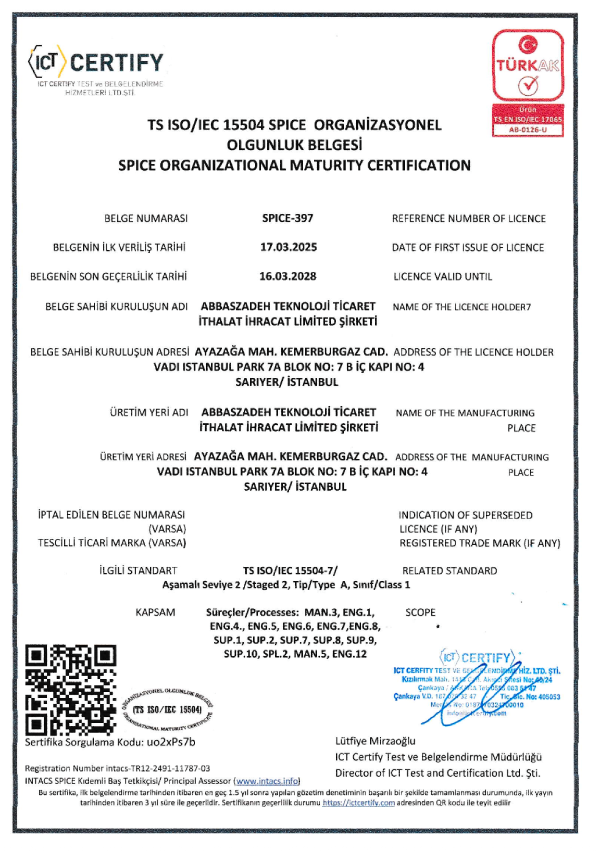 ICT CERTIFY
ICT CERTIFY TEST ve BELGELENDİRME
HİZMETLERİ LTD.ŞTİ.
TÜRKAK
Ürün
TS EN ISO/IEC 17065
AB-0126-U
TS ISO/IEC 15504 SPICE ORGANİZASYONEL
OLGUNLUK BELGESİ
SPICE ORGANIZATIONAL MATURITY CERTIFICATION
BELGE NUMARASI SPICE-397 REFERENCE NUMBER OF LICENCE
BELGENİN İLK VERİLİŞ TARİHİ 17.03.2025 DATE OF FIRST ISSUE OF LICENCE
BELGENİN SON GEÇERLİLİK TARİHİ 16.03.2028 LICENCE VALID UNTIL
BELGE SAHİBİ KURULUŞUN ADI ABBASZADEH TEKNOLOJİ TİCARET NAME OF THE LICENCE HOLDER7
İTHALAT İHRACAT LİMİTED ŞİRKETİ
BELGE SAHİBİ KURULUŞUN ADRESİ AYAZAĞA MAH. KEMERBURGAZ CAD. ADDRESS OF THE LICENCE HOLDER
VADI ISTANBUL PARK 7A BLOK NO: 7 B İÇ KAPI NO: 4
SARIYER/ İSTANBUL
ÜRETİM YERİ ADI ABBASZADEH TEKNOLOJİ TİCARET NAME OF THE MANUFACTURING
İTHALAT İHRACAT LİMİTED ŞİRKETİ PLACE
ÜRETİM YERİ ADRESİ AYAZAĞA MAH. KEMERBURGAZ CAD. ADDRESS OF THE MANUFACTURING
VADI ISTANBUL PARK 7A BLOK NO: 7 B İÇ KAPI NO: 4 PLACE
SARIYER/ İSTANBUL
İPTAL EDİLEN BELGE NUMARASI INDICATION OF SUPERSEDED
(VARSA) LICENCE (IF ANY)
TESCİLLİ TİCARİ MARKA (VARSA) REGISTERED TRADE MARK (IF ANY)
İLGİLİ STANDART TS ISO/IEC 15504-7/ RELATED STANDARD
Aşamalı Seviye 2 /Staged 2, Tip/Type A, Sınıf/Class 1
KAPSAM Süreçler/Processes: MAN.3, ENG.1, SCOPE
ENG.4., ENG.5, ENG.6, ENG.7,ENG.8,
SUP.1, SUP.2, SUP.7, SUP.8, SUP.9,
SUP.10, SPL.2, MAN.5, ENG.12
ORGANİZASYONEL OLGUNLUK BELGESİ
(TS ISO/IEC 15504)
ORGANIZATIONAL MATURITY CERTIFICATE
ICT CERTIFY
ICT CERFITY TEST VE BELGELENDİRME HİZ. LTD. ŞTİ.
Kızılırmak Mah.
Çankaya
Çankaya V.D.
Sertifika Sorgulama Kodu: uo2xPs7b
Lütfiye Mirzaoğlu
ICT Certify Test ve Belgelendirme Müdürlüğü
Director of ICT Test and Certification Ltd. Şti.
Registration Number intacs-TR12-2491-11787-03
INTACS SPICE Kıdemli Baş Tetkikçisi/ Principal Assessor (www.intacs.info)
Bu sertifika, ilk belgelendirme tarihinden itibaren en geç 1.5 yıl sonra yapılan gözetim denetiminin başarılı bir şekilde tamamlanması durumunda, ilk yayın
tarihinden itibaren 3 yıl süre ile geçerlidir. Sertifikanın geçerlilik durumu https://ictcertify.com adresinden QR kodu ile teyit edilir